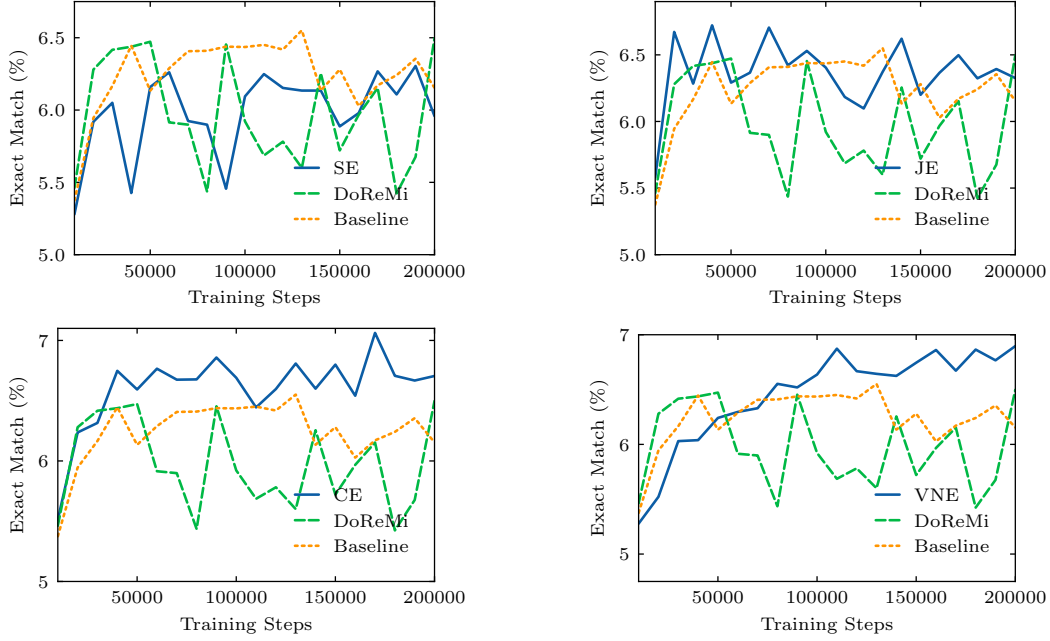 Exact Match (%)
6.5
6.0
5.5
5.0
SE
DoReMi
Baseline
50000 100000 150000 200000
Training Steps
Exact Match (%)
6.5
6.0
5.5
5.0
JE
DoReMi
Baseline
50000 100000 150000 200000
Training Steps
Exact Match (%)
7
6
5
CE
DoReMi
Baseline
50000 100000 150000 200000
Training Steps
Exact Match (%)
7
6
5
VNE
DoReMi
Baseline
50000 100000 150000 200000
Training Steps